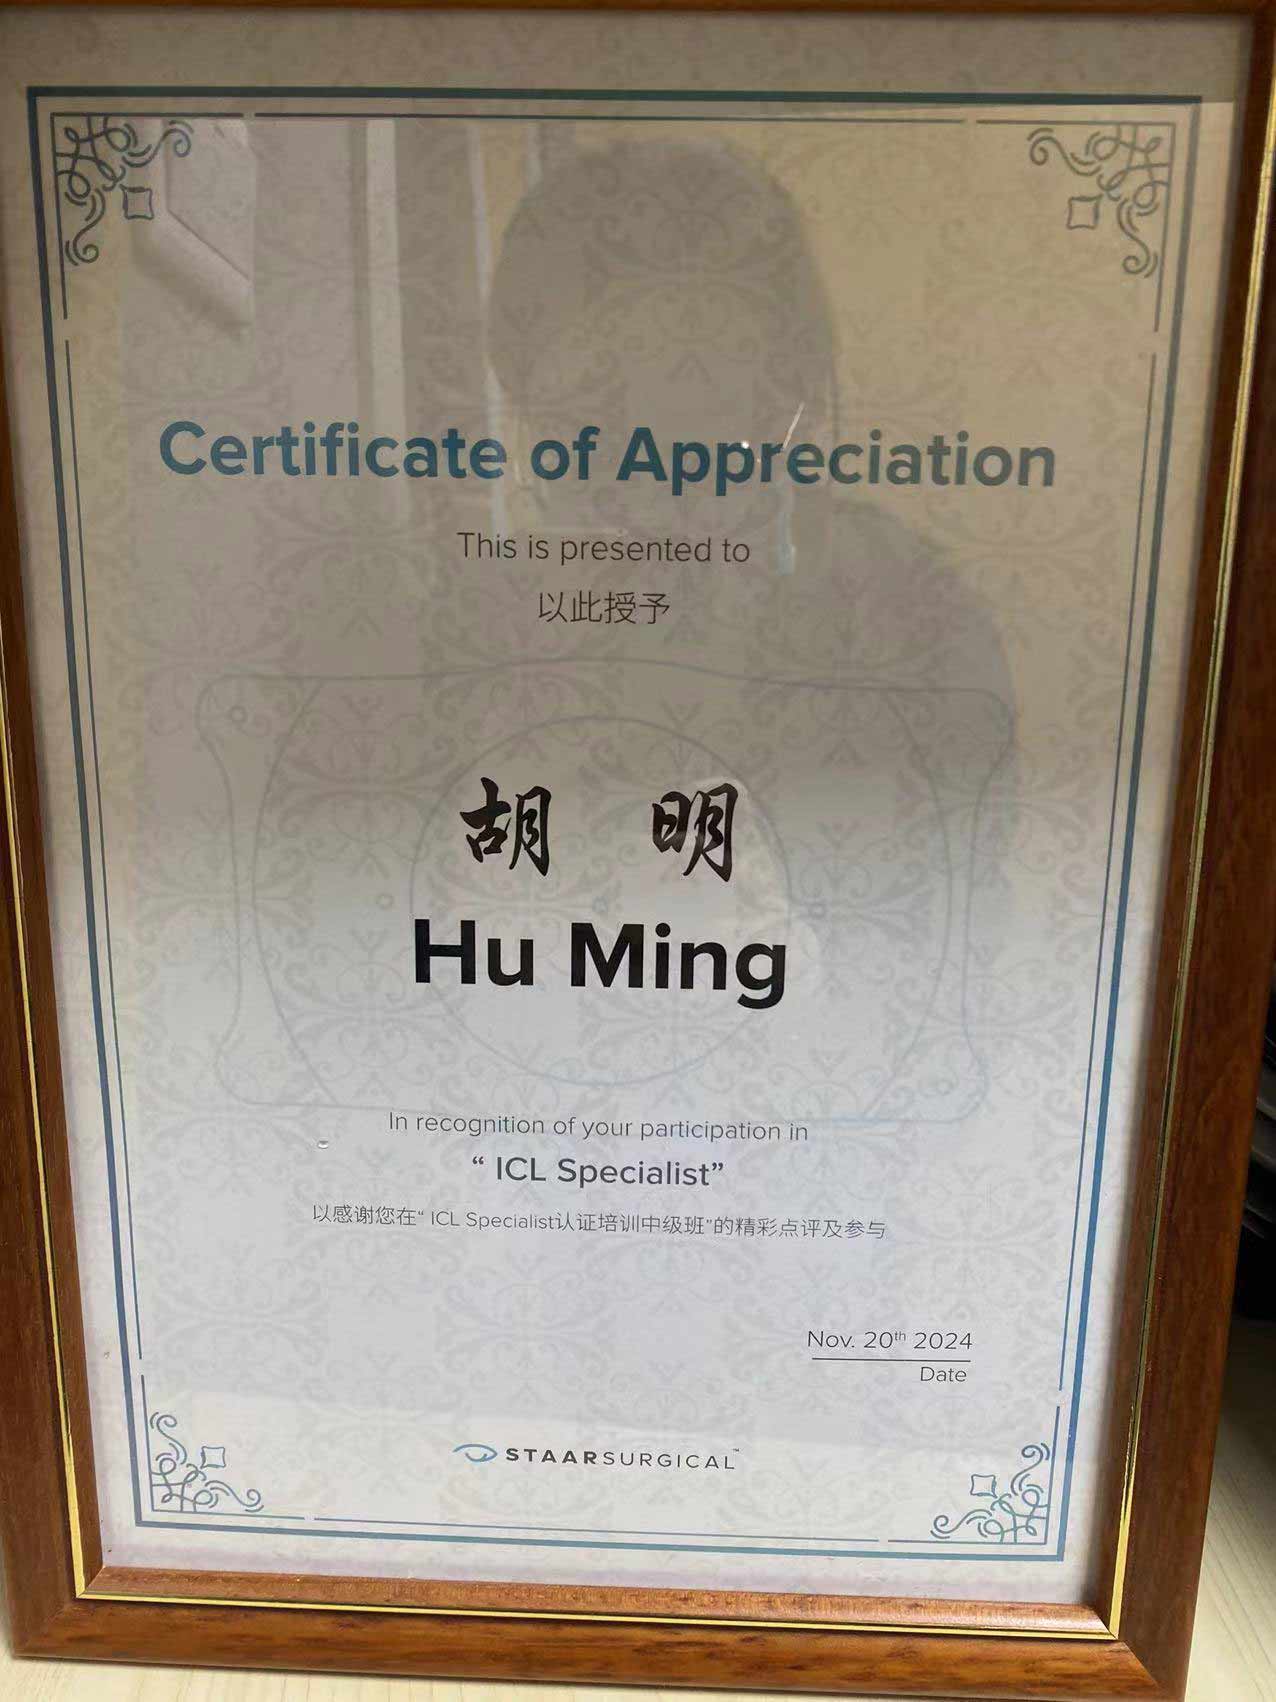 Certificate of Appreciation
This is presented to
以此授予
胡 明
Hu Ming
In recognition of your participation in
“ ICL Specialist”
以感谢您在“ ICL Specialist认证培训中级班”的精彩点评及参与
Nov. 20th 2024
Date
STAARSURGICAL™